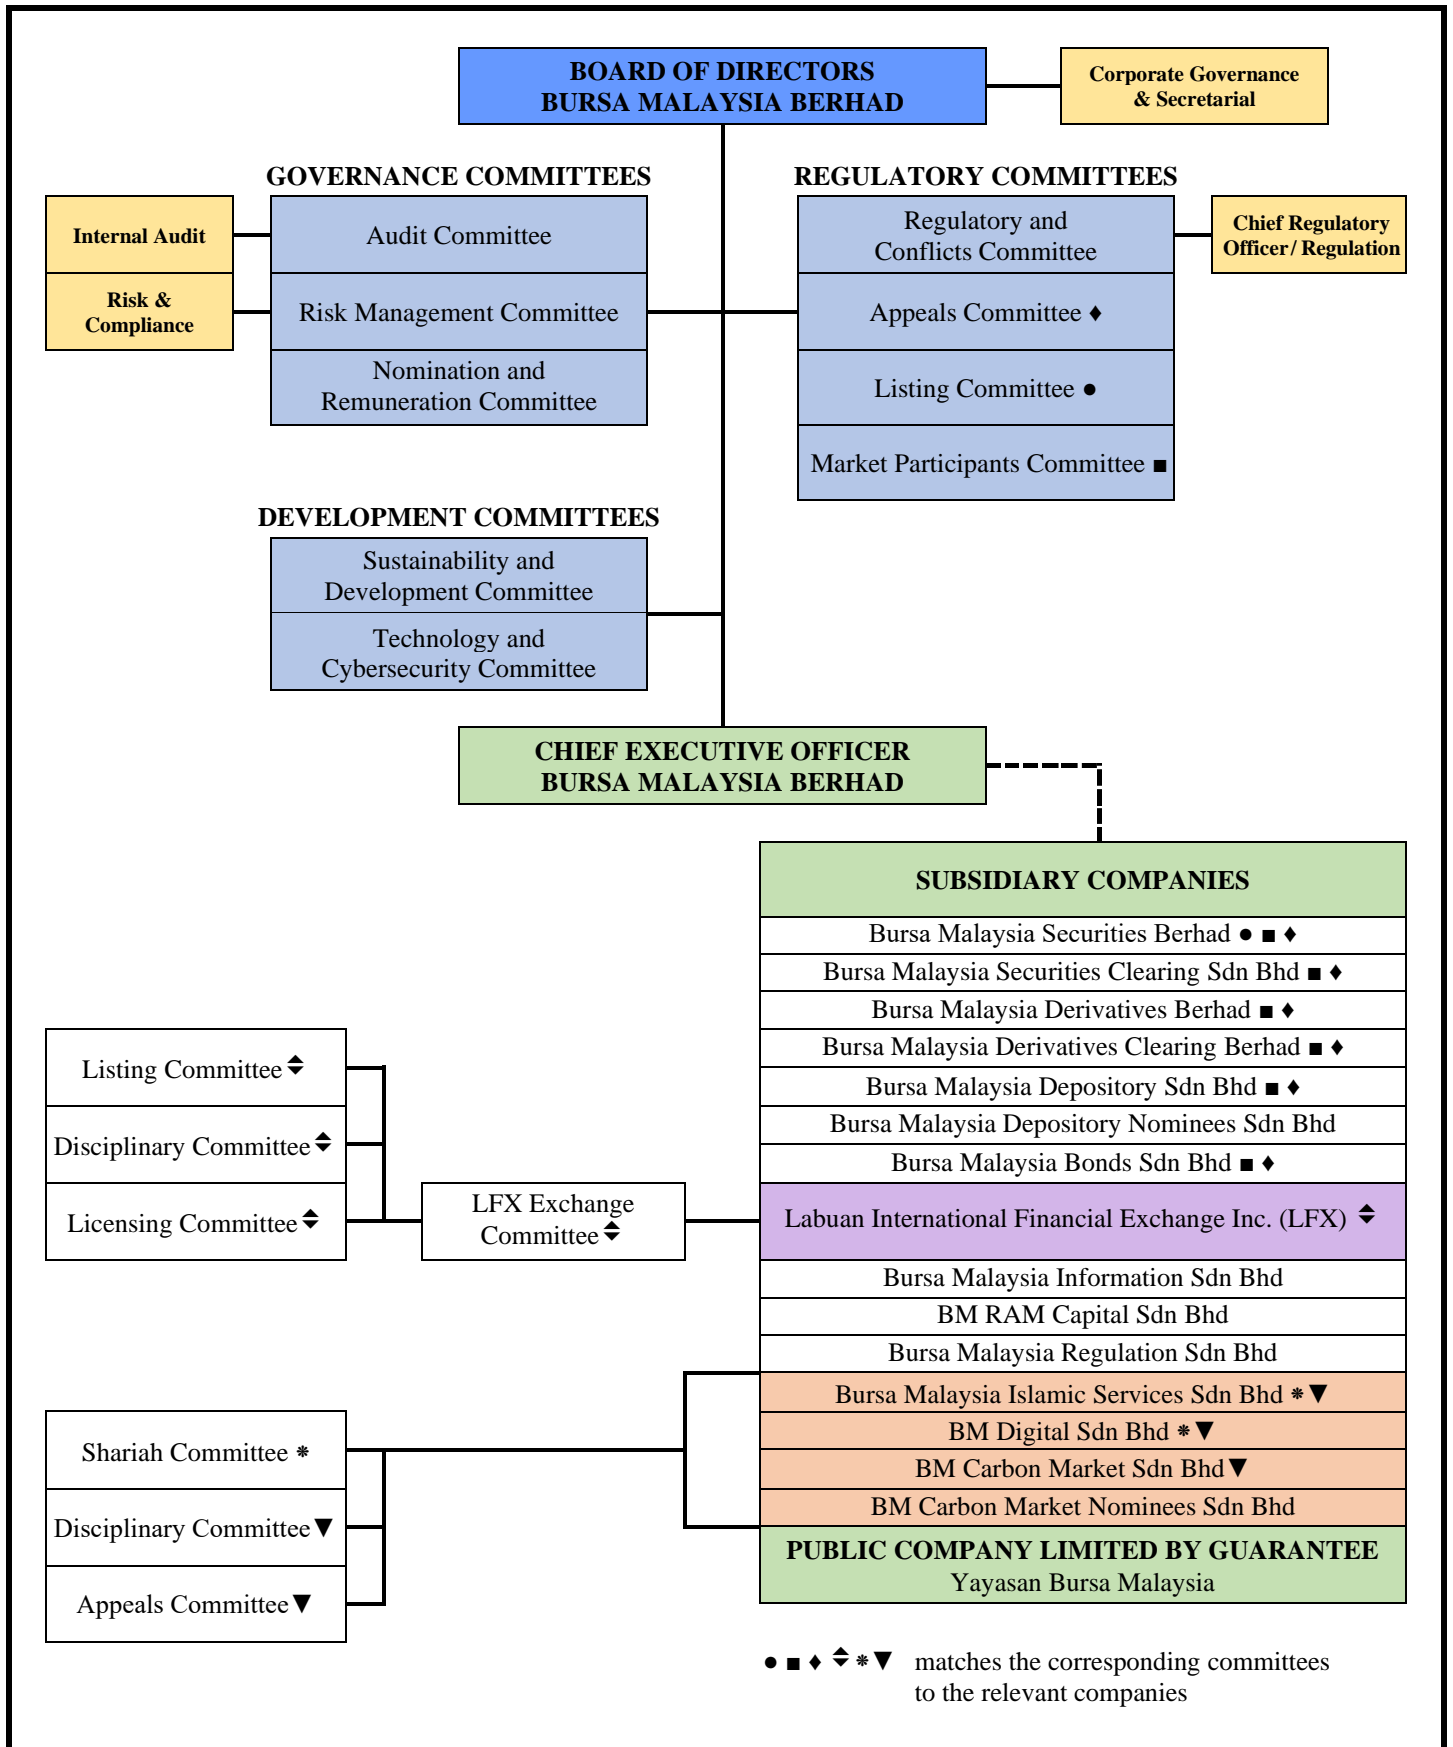 BOARD OF DIRECTORS
BURSA MALAYSIA BERHAD
Corporate Governance
& Secretarial
GOVERNANCE COMMITTEES
Internal Audit
Audit Committee
Risk &
Compliance
Risk Management Committee
Nomination and
Remuneration Committee
REGULATORY COMMITTEES
Regulatory and
Conflicts Committee
Chief Regulatory
Officer / Regulation
Appeals Committee ♦
Listing Committee ●
Market Participants Committee ■
DEVELOPMENT COMMITTEES
Sustainability and
Development Committee
Technology and
Cybersecurity Committee
CHIEF EXECUTIVE OFFICER
BURSA MALAYSIA BERHAD
SUBSIDIARY COMPANIES
Bursa Malaysia Securities Berhad ● ■ ♦
Bursa Malaysia Securities Clearing Sdn Bhd ■ ♦
Bursa Malaysia Derivatives Berhad ■ ♦
Bursa Malaysia Derivatives Clearing Berhad ■ ♦
Bursa Malaysia Depository Sdn Bhd ■ ♦
Bursa Malaysia Depository Nominees Sdn Bhd
Bursa Malaysia Bonds Sdn Bhd ■ ♦
Labuan International Financial Exchange Inc. (LFX) ⬘
Bursa Malaysia Information Sdn Bhd
BM RAM Capital Sdn Bhd
Bursa Malaysia Regulation Sdn Bhd
Bursa Malaysia Islamic Services Sdn Bhd ⁕ ▼
BM Digital Sdn Bhd ⁕ ▼
BM Carbon Market Sdn Bhd ▼
BM Carbon Market Nominees Sdn Bhd
PUBLIC COMPANY LIMITED BY GUARANTEE
Yayasan Bursa Malaysia
Listing Committee ⬘
Disciplinary Committee ⬘
Licensing Committee ⬘
LFX Exchange
Committee ⬘
Shariah Committee ⁕
Disciplinary Committee ▼
Appeals Committee ▼
● ■ ♦ ⬘ ⁕ ▼ matches the corresponding committees
to the relevant companies